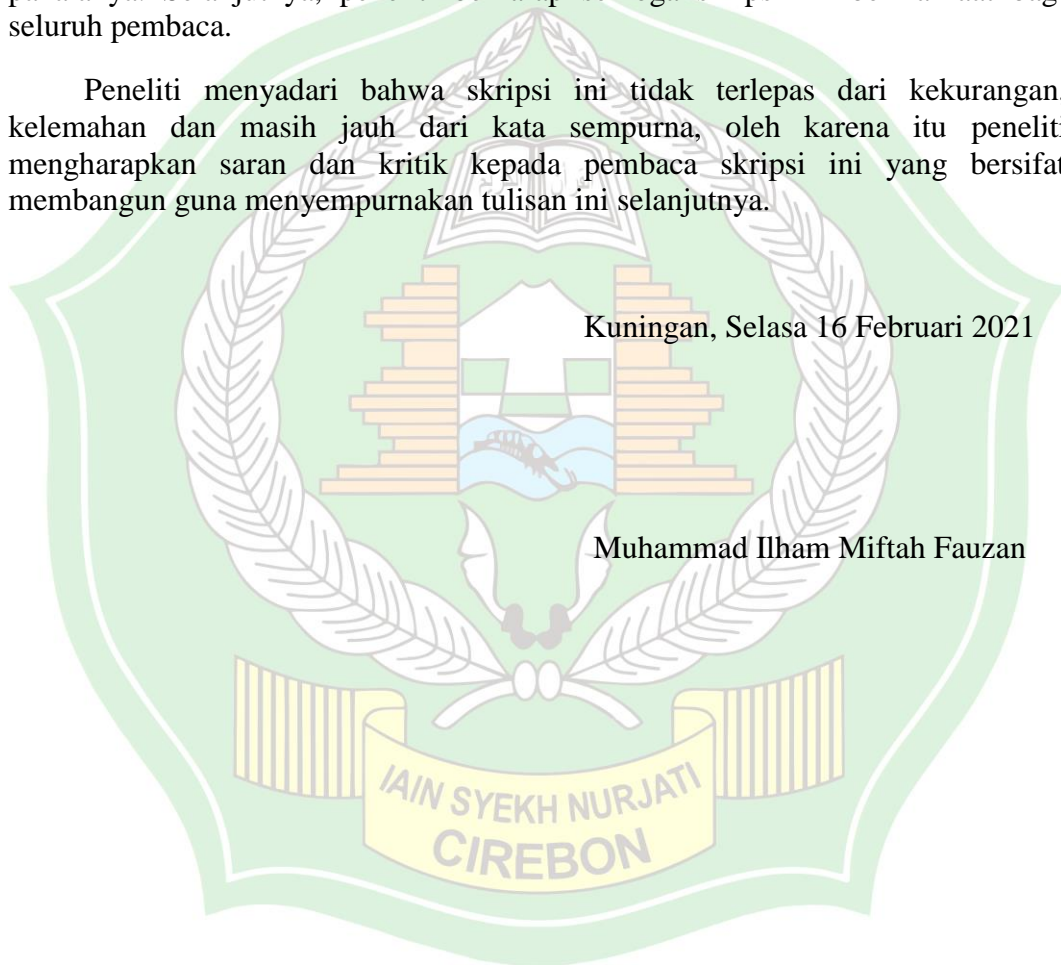 seluruh pembaca.
Peneliti menyadari bahwa skripsi ini tidak terlepas dari kekurangan,
kelemahan dan masih jauh dari kata sempurna, oleh karena itu peneliti
mengharapkan saran dan kritik kepada pembaca skripsi ini yang bersifat
membangun guna menyempurnakan tulisan ini selanjutnya.
Kuningan, Selasa 16 Februari 2021
Muhammad Ilham Miftah Fauzan
IAIN SYEKH NURJATI
CIREBON